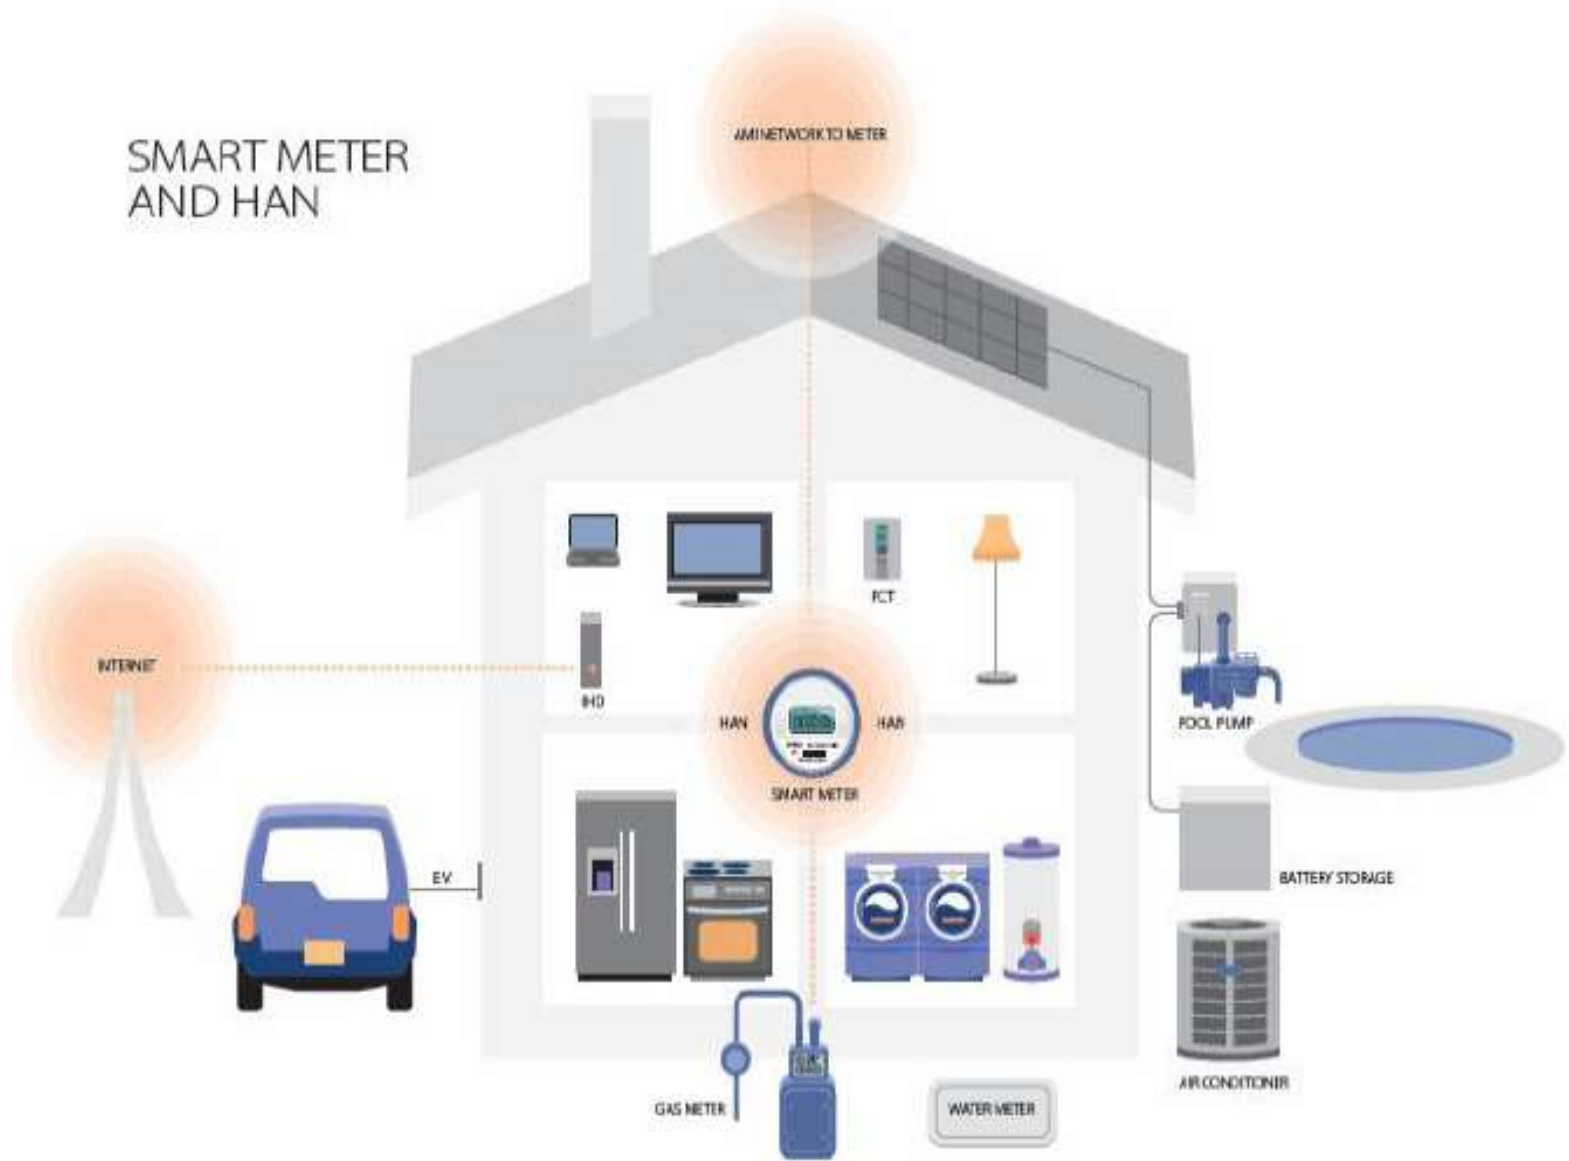 SMART METER
AND HAN
AMI NETWORK TO METER
PCT
INTERNET
IHD
HAN
HAN
POOL PUMP
SMART METER
EV
BATTERY STORAGE
AIR CONDITIONER
GAS METER
WATER METER